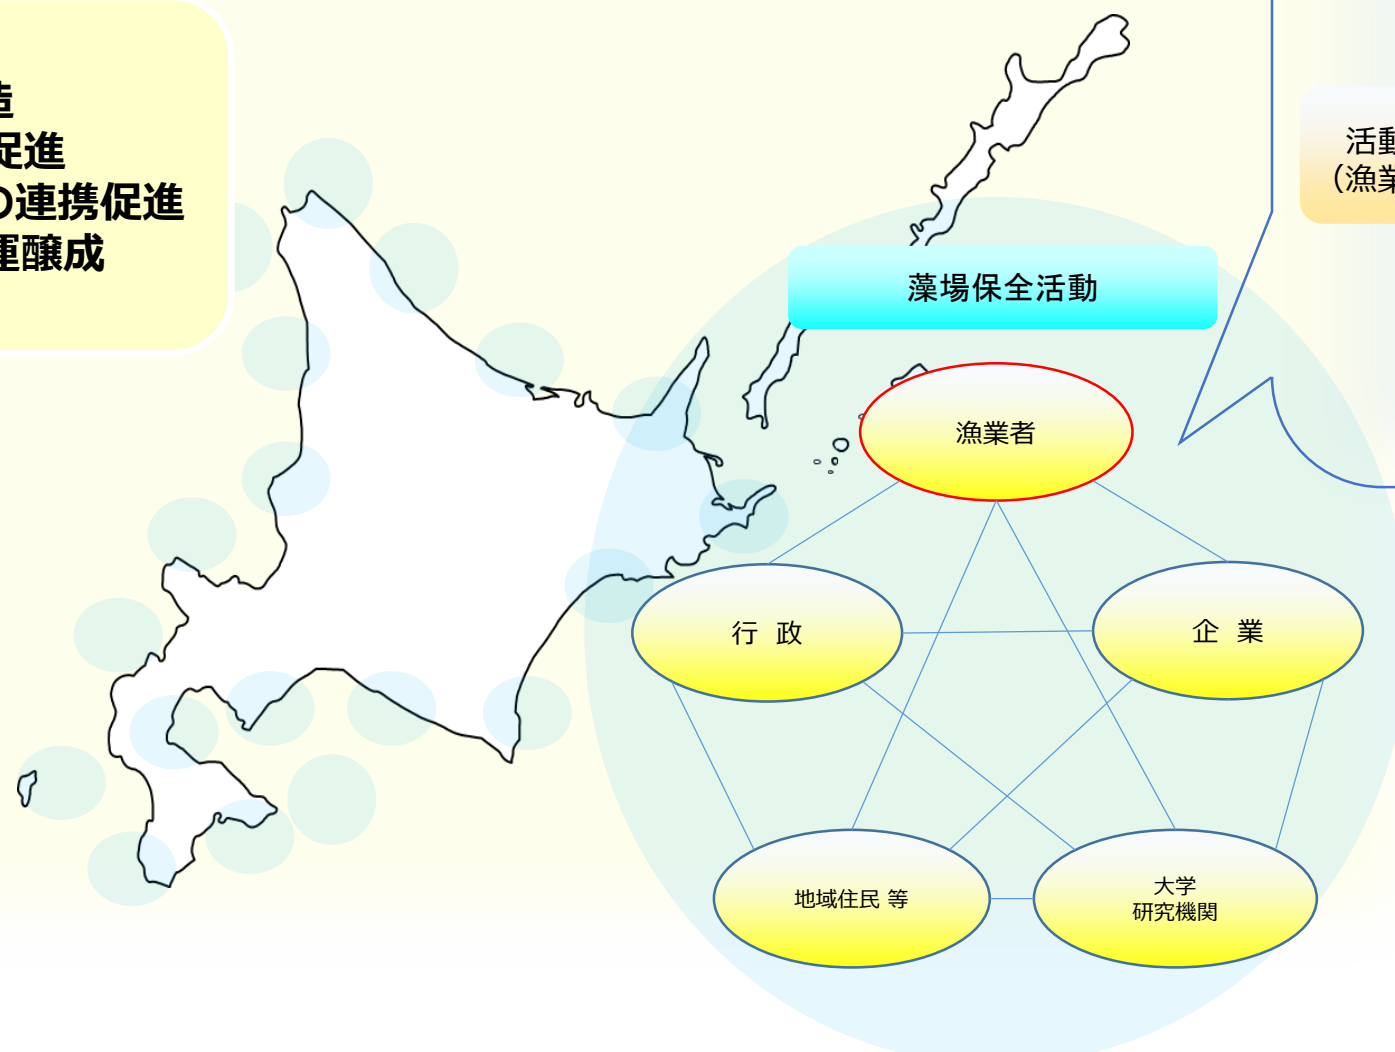 造
促進
の連携促進
運醸成
活動
（漁業
藻場保全活動
漁業者
行 政
企 業
地域住民 等
大学
研究機関